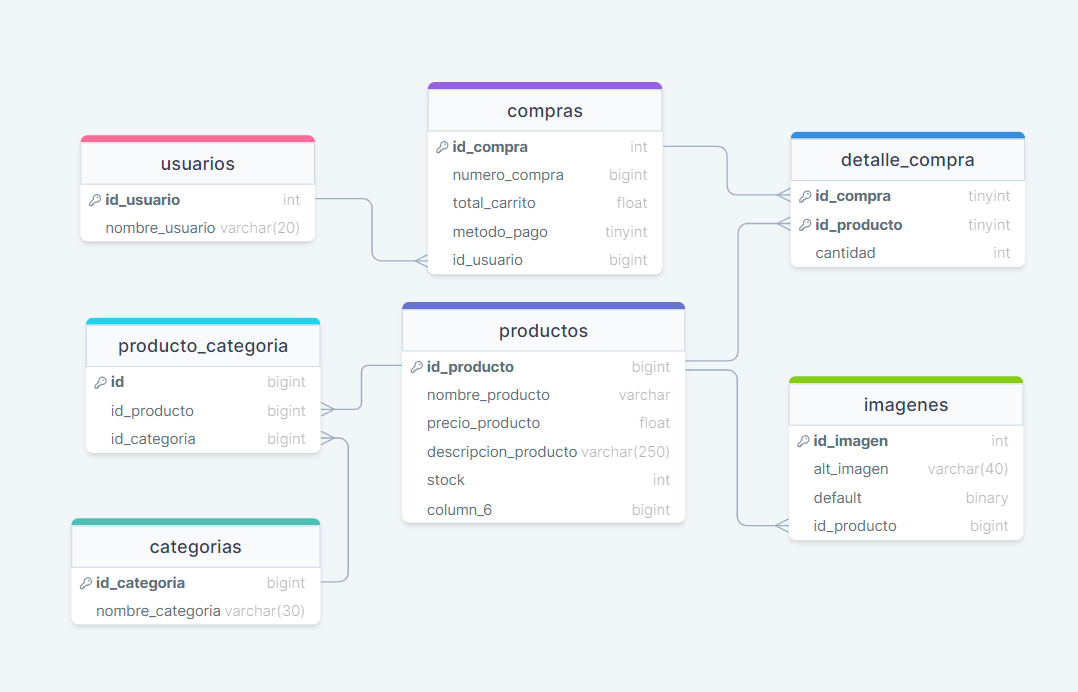 usuarios
id_usuario int
nombre_usuario varchar(20)
compras
id_compra int
numero_compra bigint
total_carrito float
metodo_pago tinyint
id_usuario bigint
detalle_compra
id_compra tinyint
id_producto tinyint
cantidad int
producto_categoria
id bigint
id_producto bigint
id_categoria bigint
productos
id_producto bigint
nombre_producto varchar
precio_producto float
descripcion_producto varchar(250)
stock int
column_6 bigint
imagenes
id_imagen int
alt_imagen varchar(40)
default binary
id_producto bigint
categorias
id_categoria bigint
nombre_categoria varchar(30)